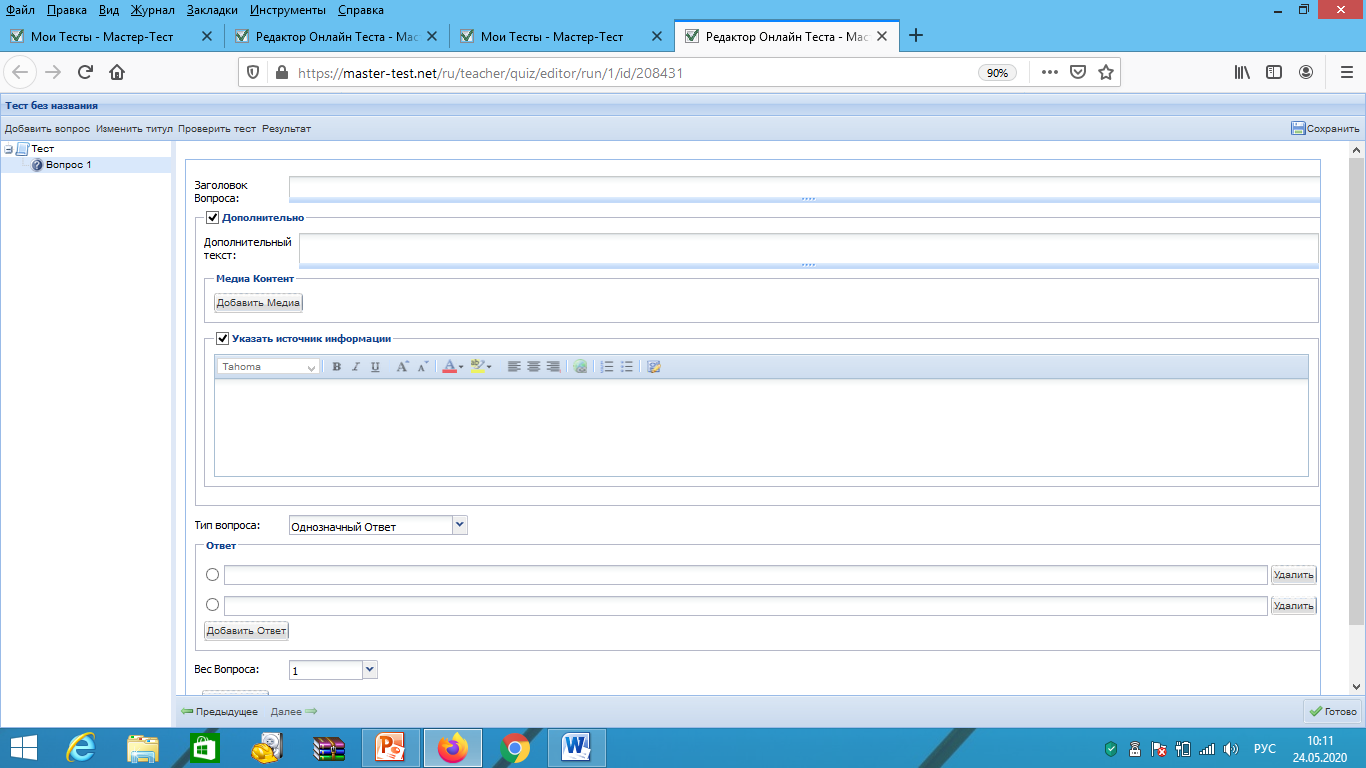 Файл Правка Вид Журнал Закладки Инструменты Справка
Мои Тесты - Мастер-Тест Редактор Онлайн Теста - Мас Мои Тесты - Мастер-Тест Редактор Онлайн Теста - Мас
https://master-test.net/ru/teacher/quiz/editor/run/1/id/208431 90%
Тест без названия
Добавить вопрос Изменить титул Проверить тест Результат Сохранить
Тест
Вопрос 1
Заголовок
Вопроса:
Дополнительно
Дополнительный
текст:
Медиа Контент
Добавить Медиа
Указать источник информации
Tahoma B I U A A A
Тип вопроса: Однозначный Ответ
Ответ
Удалить
Удалить
Добавить Ответ
Вес Вопроса: 1
Предыдущее Далее Готово
РУС 10:11
24.05.2020